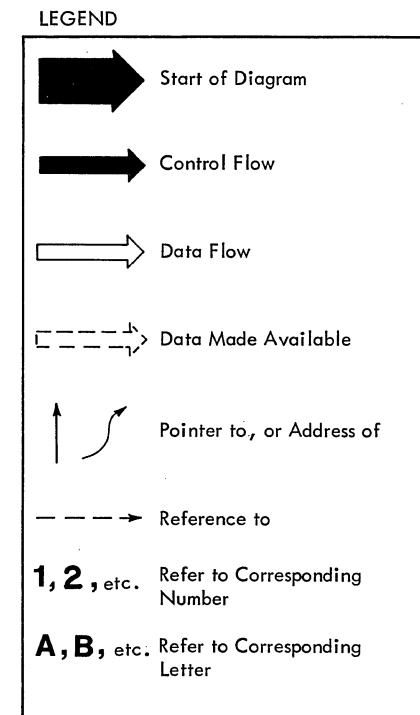 LEGEND
Start of Diagram
Control Flow
Data Flow
Data Made Available
Pointer to, or Address of
Reference to
1, 2, etc. Refer to Corresponding
Number
A, B, etc. Refer to Corresponding
Letter